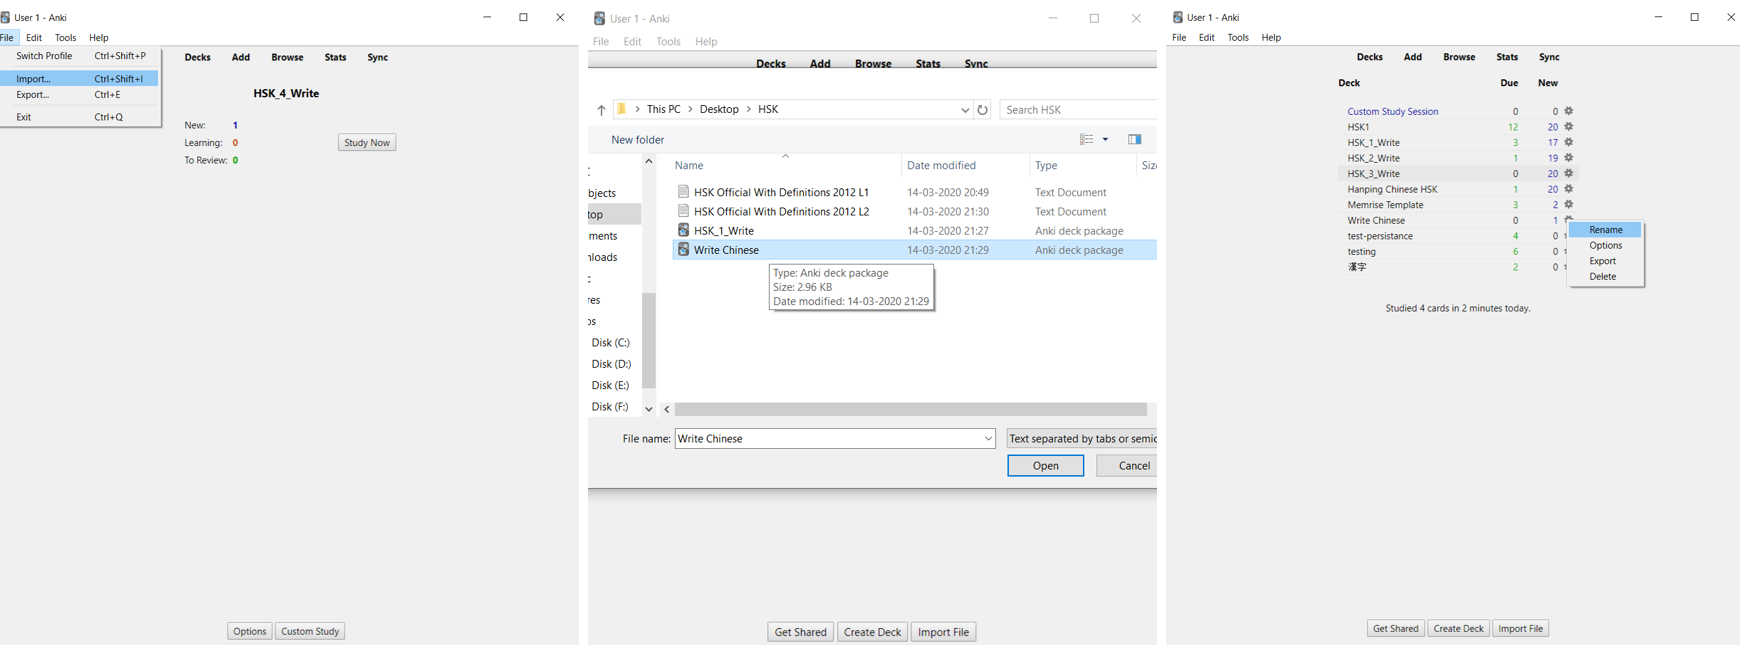 User 1 - Anki
File Edit Tools Help
Switch Profile Ctrl+Shift+P
Import... Ctrl+Shift+I
Export... Ctrl+E
Exit Ctrl+Q
Decks Add Browse Stats Sync
HSK_4_Write
New: 1
Learning: 0
To Review: 0
Study Now
Options Custom Study
User 1 - Anki
File Edit Tools Help
Decks Add Browse Stats Sync
This PC > Desktop > HSK
Search HSK
New folder
Name Date modified Type Siz
HSK Official With Definitions 2012 L1 14-03-2020 20:49 Text Document
HSK Official With Definitions 2012 L2 14-03-2020 21:30 Text Document
HSK_1_Write 14-03-2020 21:27 Anki deck package
Write Chinese 14-03-2020 21:29 Anki deck package
Type: Anki deck package
Size: 2.96 KB
Date modified: 14-03-2020 21:29
bjects
top
ments
nloads
res
os
Disk (C:)
Disk (D:)
Disk (E:)
Disk (F:)
File name: Write Chinese
Text separated by tabs or semic
Open Cancel
Get Shared Create Deck Import File
User 1 - Anki
File Edit Tools Help
Decks Add Browse Stats Sync
Deck Due New
Custom Study Session 0 0
HSK1 12 20
HSK_1_Write 3 17
HSK_2_Write 1 19
HSK_3_Write 0 20
Hanping Chinese HSK 1 20
Memrise Template 3 2
Write Chinese 0 1
test-persistance 4 0
testing 6 0
漢字 2 0
Rename
Options
Export
Delete
Studied 4 cards in 2 minutes today.
Get Shared Create Deck Import File